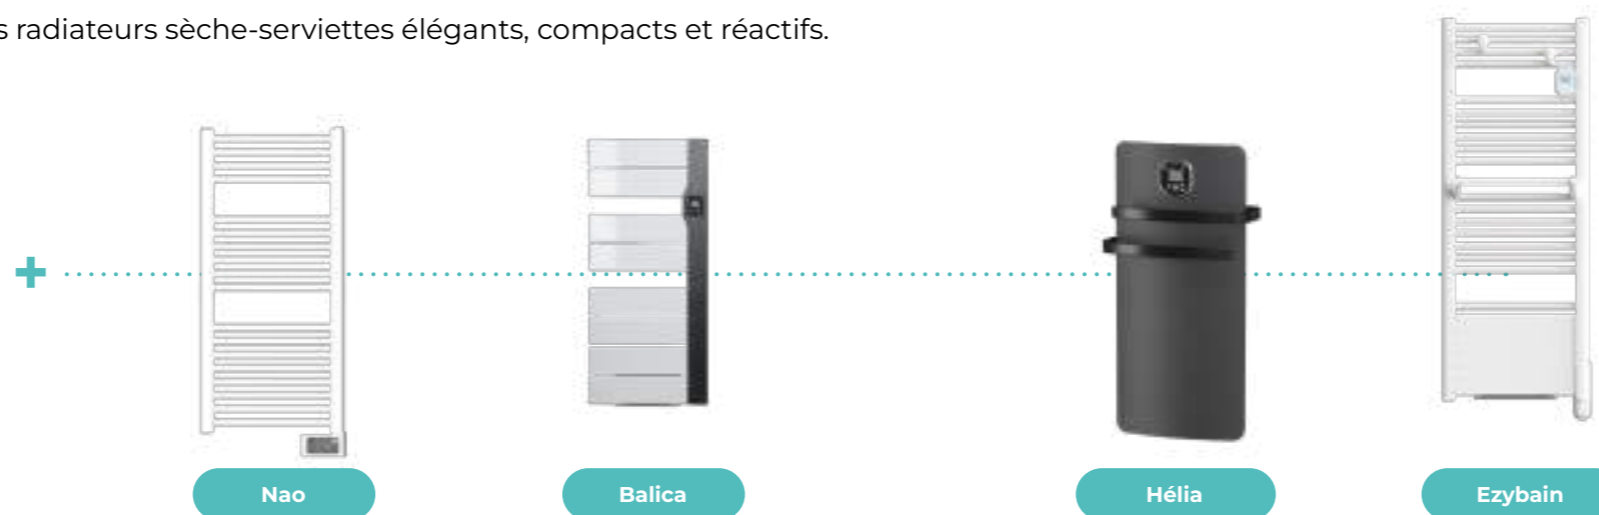 s radiateurs sèche-serviettes élégants, compacts et réactifs.
+
Nao
Balica
Hélia
Ezybain